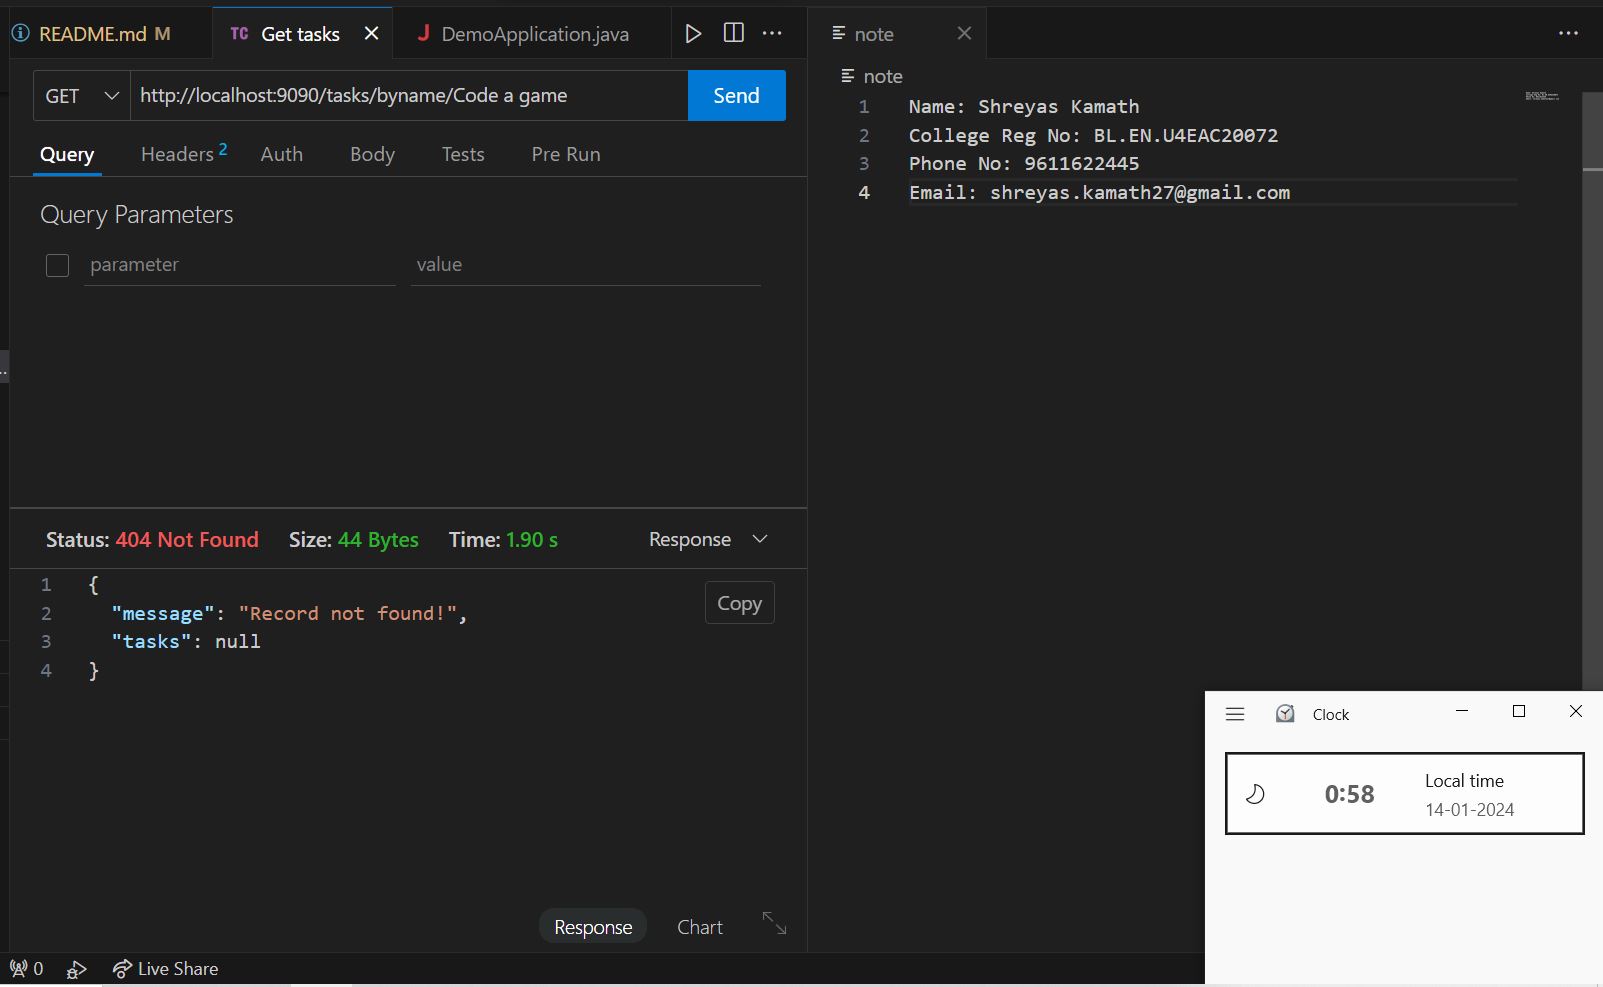 README.md M
TC Get tasks
J DemoApplication.java
GET http://localhost:9090/tasks/byname/Code a game Send
Query Headers 2 Auth Body Tests Pre Run
Query Parameters
parameter value
Status: 404 Not Found Size: 44 Bytes Time: 1.90 s Response
1 {
2 "message": "Record not found!",
3 "tasks": null
4 }
Copy
Response Chart
0 Live Share
note
note
1 Name: Shreyas Kamath
2 College Reg No: BL.EN.U4EAC20072
3 Phone No: 9611622445
4 Email: shreyas.kamath27@gmail.com
Clock
0:58
Local time
14-01-2024